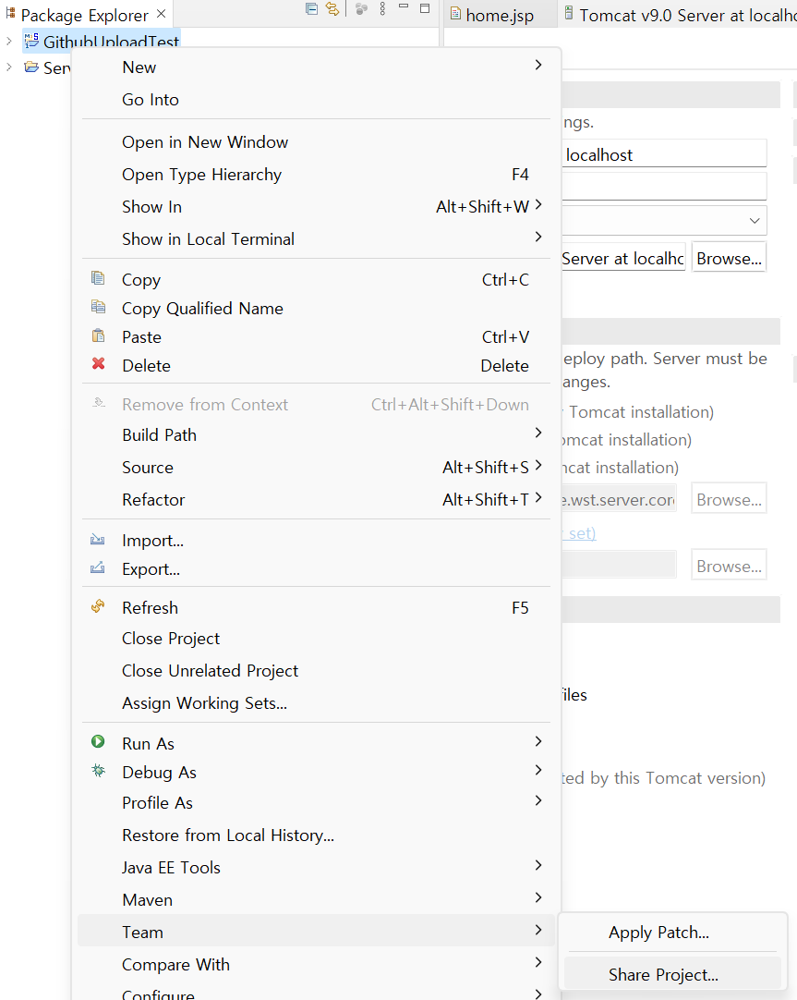 Package Explorer
home.jsp
Tomcat v9.0 Server at localho
GithubUploadTest
Serv
New
Go Into
Open in New Window
Open Type Hierarchy F4
Show In Alt+Shift+W
Show in Local Terminal
Copy Ctrl+C
Copy Qualified Name
Paste Ctrl+V
Delete Delete
Remove from Context Ctrl+Alt+Shift+Down
Build Path
Source Alt+Shift+S
Refactor Alt+Shift+T
Import...
Export...
Refresh F5
Close Project
Close Unrelated Project
Assign Working Sets...
Run As
Debug As
Profile As
Restore from Local History...
Java EE Tools
Maven
Team
Compare With
Configure
Apply Patch...
Share Project...
ngs.
localhost
Server at localho
Browse...
eploy path. Server must be
anges.
Tomcat installation)
omcat installation)
ncat installation)
e.wst.server.core
Browse...
set)
Browse...
files
ted by this Tomcat version)